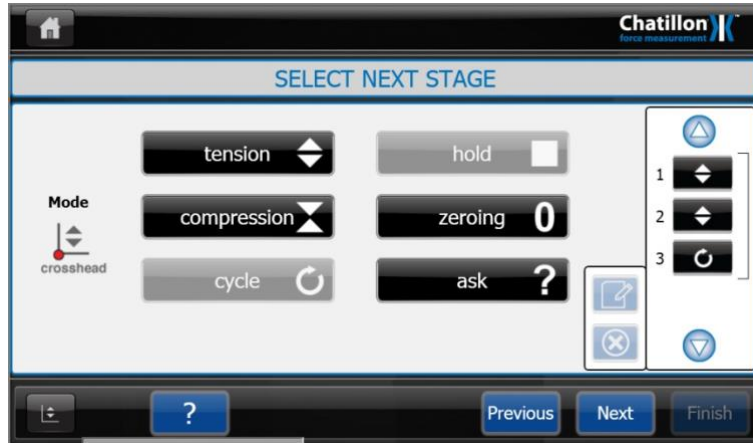 Chatillon™
force measurement
SELECT NEXT STAGE
tension
hold
compression
zeroing 0
cycle
ask ?
Mode
crosshead
1
2
3
?
Previous
Next
Finish